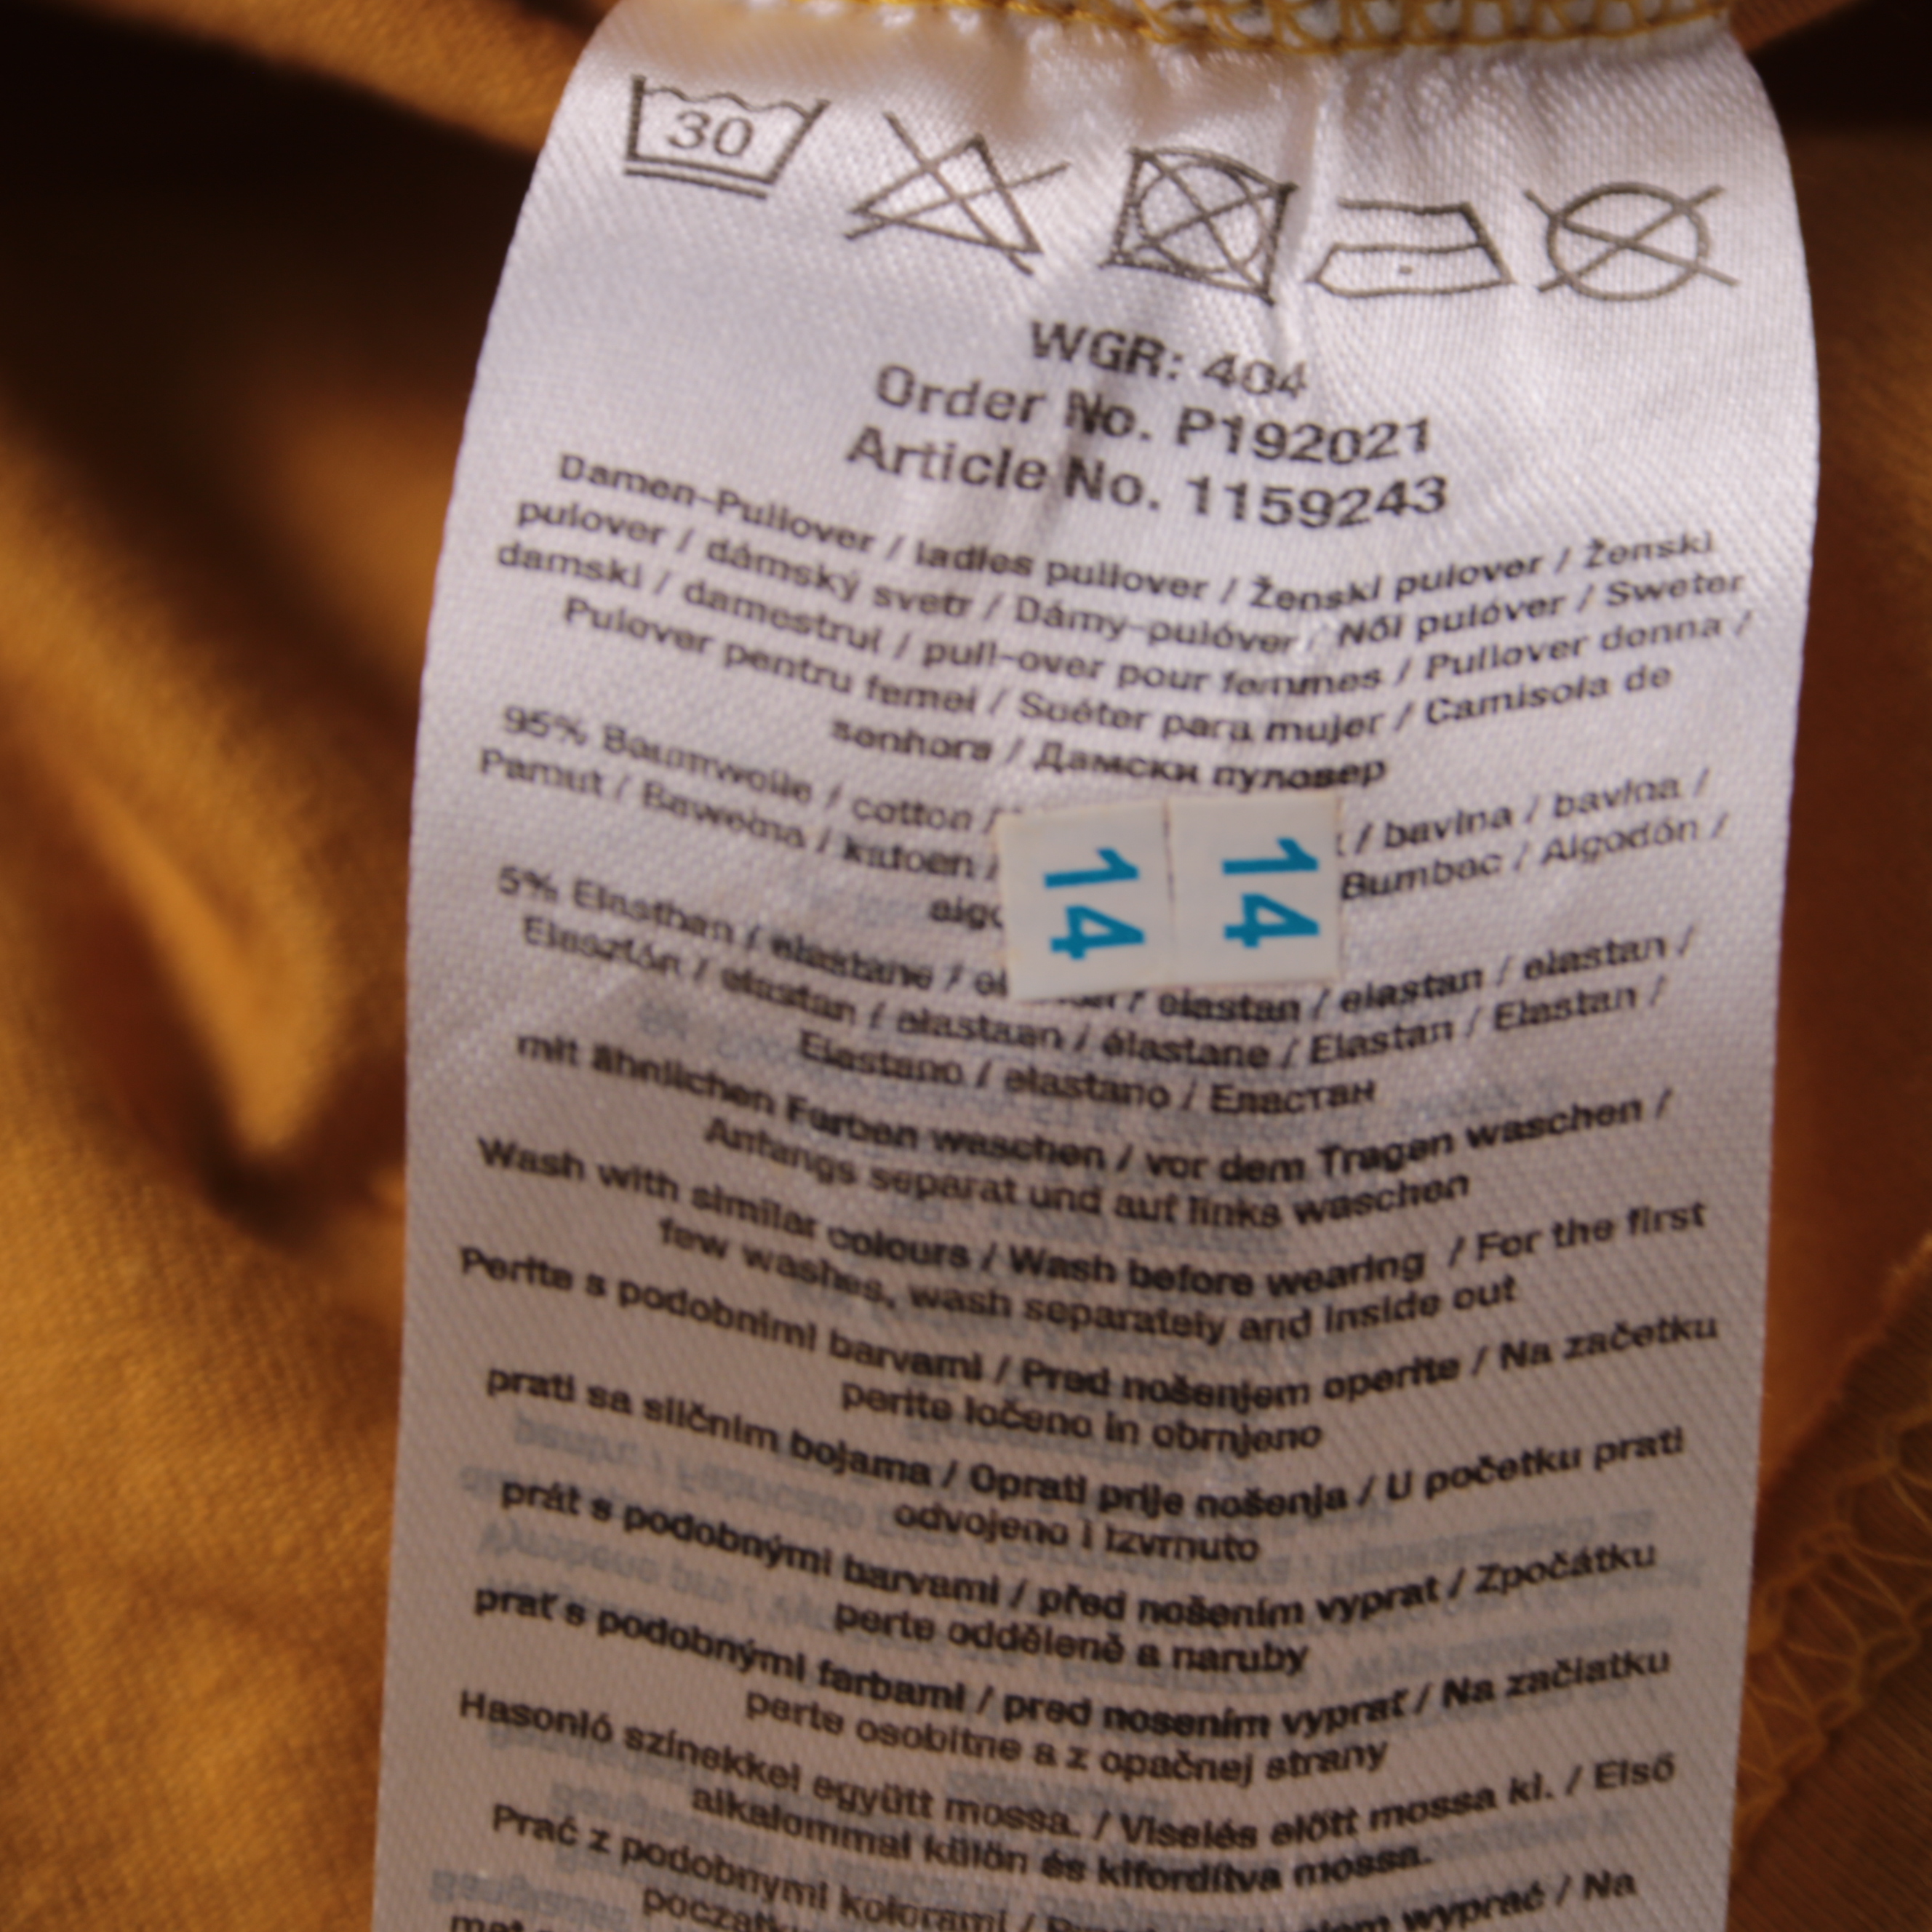 30
WGR: 404
Order No. P192021
Article No. 1159243
Damen-Pullover / ladies pullover / Ženski pulover / Ženski
pulover / dámský svetr / Dámy-pulóver / Női pulóver / Sweter
damski / damestrui / pull-over pour femmes / Pullover donna /
Pulover pentru femei / Suéter para mujer / Camisola de
senhora / Дамски пуловер
95% Baumwolle / cotton / / bavlna / bavlna /
Pamut / Bawełna / katoen / Bumbac / Algodón /
14
14
5% Elasthan / elastane / / elastan / elastan / elastan /
Elasztán / elastan / elastaan / élastane / Elastan / Elastan /
Elastano / elastano / Еластан
mit ähnlichen Farben waschen / vor dem Tragen waschen /
Anfangs separat und auf links waschen
Wash with similar colours / Wash before wearing / For the first
few washes, wash separately and inside out
Perite s podobnimi barvami / Pred nošenjem operite / Na začetku
perite ločeno in obrnjeno
prati sa sličnim bojama / Oprati prije nošenja / U početku prati
odvojeno i izvrnuto
prát s podobnými barvami / před nošením vyprat / Zpočátku
perte odděleně a naruby
prať s podobnými farbami / pred nosením vyprať / Na začiatku
perte osobitne a z opačnej strany
Hasonló színekkel együtt mossa. / Viselés előtt mossa ki. / Első
alkalommal külön és kifordítva mossa.
Prać z podobnymi kolorami / wyprać / Na